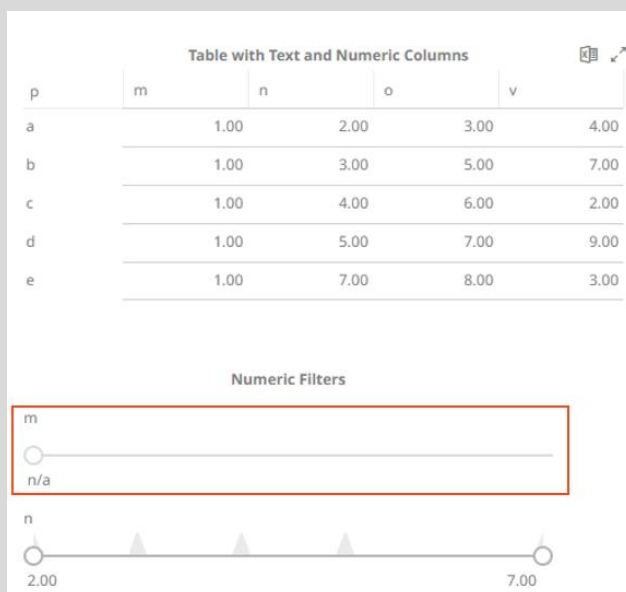 Table with Text and Numeric Columns
p m n o v
a 1.00 2.00 3.00 4.00
b 1.00 3.00 5.00 7.00
c 1.00 4.00 6.00 2.00
d 1.00 5.00 7.00 9.00
e 1.00 7.00 8.00 3.00
Numeric Filters
m
n/a
n
2.00 7.00